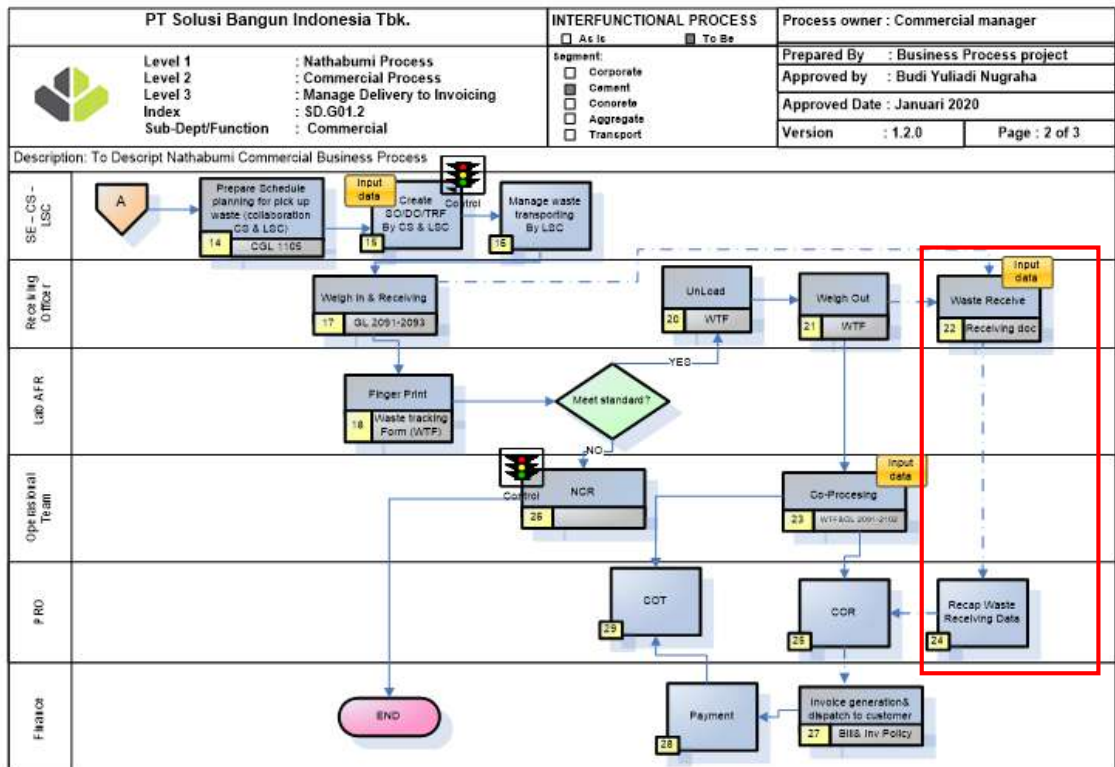 PT Solusi Bangun Indonesia Tbk.
INTERFUNCTIONAL PROCESS
As Is
To Be
Process owner : Commercial manager
Level 1 : Nathabumi Process
Level 2 : Commercial Process
Level 3 : Manage Delivery to Invoicing
Index : SD.G01.2
Sub-Dept/Function : Commercial
Segment:
Corporate
Cement
Concrete
Aggregate
Transport
Prepared By : Business Process project
Approved by : Budi Yuliadi Nugraha
Approved Date : Januari 2020
Version : 1.2.0
Page : 2 of 3
Description: To Descript Nathabumi Commercial Business Process
SE – CS -
LSC
A
Prepare Schedule
planning for pick up
waste (collaboration
CS & LSC)
14
CGL 1105
Input
data
Create
SO/DO/TRF
By CS & LSC
15
Control
Manage waste
transporting
By LSC
16
Receiving
Officer
Weigh In & Receiving
17
GL 2091-2093
UnLoad
20
WTF
Weigh Out
21
WTF
Input
data
Waste Receive
22
Receiving doc
Lab AFR
Finger Print
18
Waste tracking
Form (WTF)
Meet standard?
YES
NO
Operasional
Team
Control
NCR
26
Input
data
Co-Procesing
23
WTF&GL 2091-2102
PRO
COT
29
COR
25
Recap Waste
Receiving Data
24
Finance
END
Payment
28
Invoice generation&
dispatch to customer
27
Bill& Inv Policy